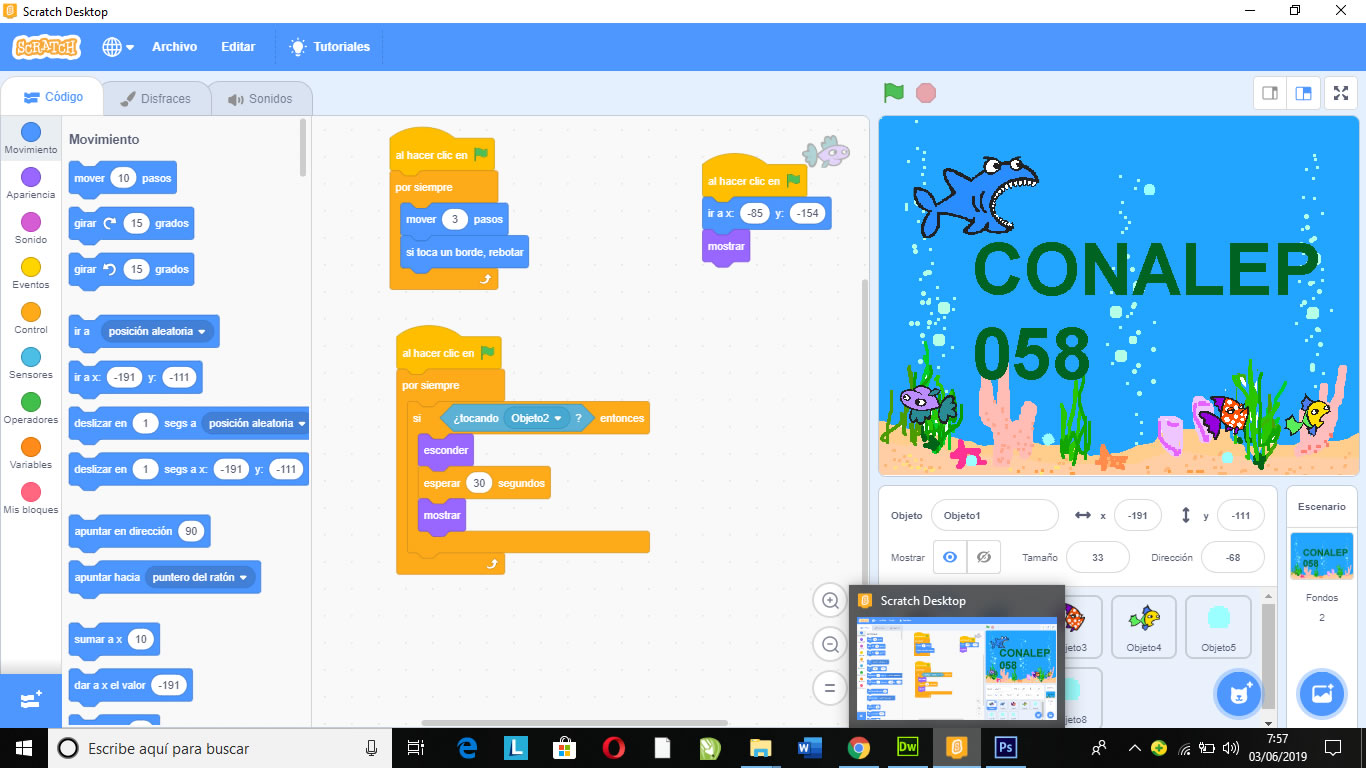 Scratch Desktop
SCRATCH
Archivo
Editar
Tutoriales
Código
Disfraces
Sonidos
Movimiento
Apariencia
Sonido
Eventos
Control
Sensores
Operadores
Variables
Mis bloques
Movimiento
mover 10 pasos
girar 15 grados
girar 15 grados
ir a posición aleatoria
ir a x: -191 y: -111
deslizar en 1 segs a posición aleatoria
deslizar en 1 segs a x: -191 y: -111
apuntar en dirección 90
apuntar hacia puntero del ratón
sumar a x 10
dar a x el valor -191
al hacer clic en
por siempre
mover 3 pasos
si toca un borde, rebotar
al hacer clic en
por siempre
si ¿tocando Objeto2 ? entonces
esconder
esperar 30 segundos
mostrar
al hacer clic en
ir a x: -85 y: -154
mostrar
CONALEP
058
Objeto Objeto1 x -191 y -111
Mostrar Tamaño 33 Dirección -68
Escenario
CONALEP
058
Fondos
2
Scratch Desktop
CONALEP
058
jeto3
Objeto4
Objeto5
jeto8
Escribe aquí para buscar
L
W
Dw
Ps
7:57
03/06/2019